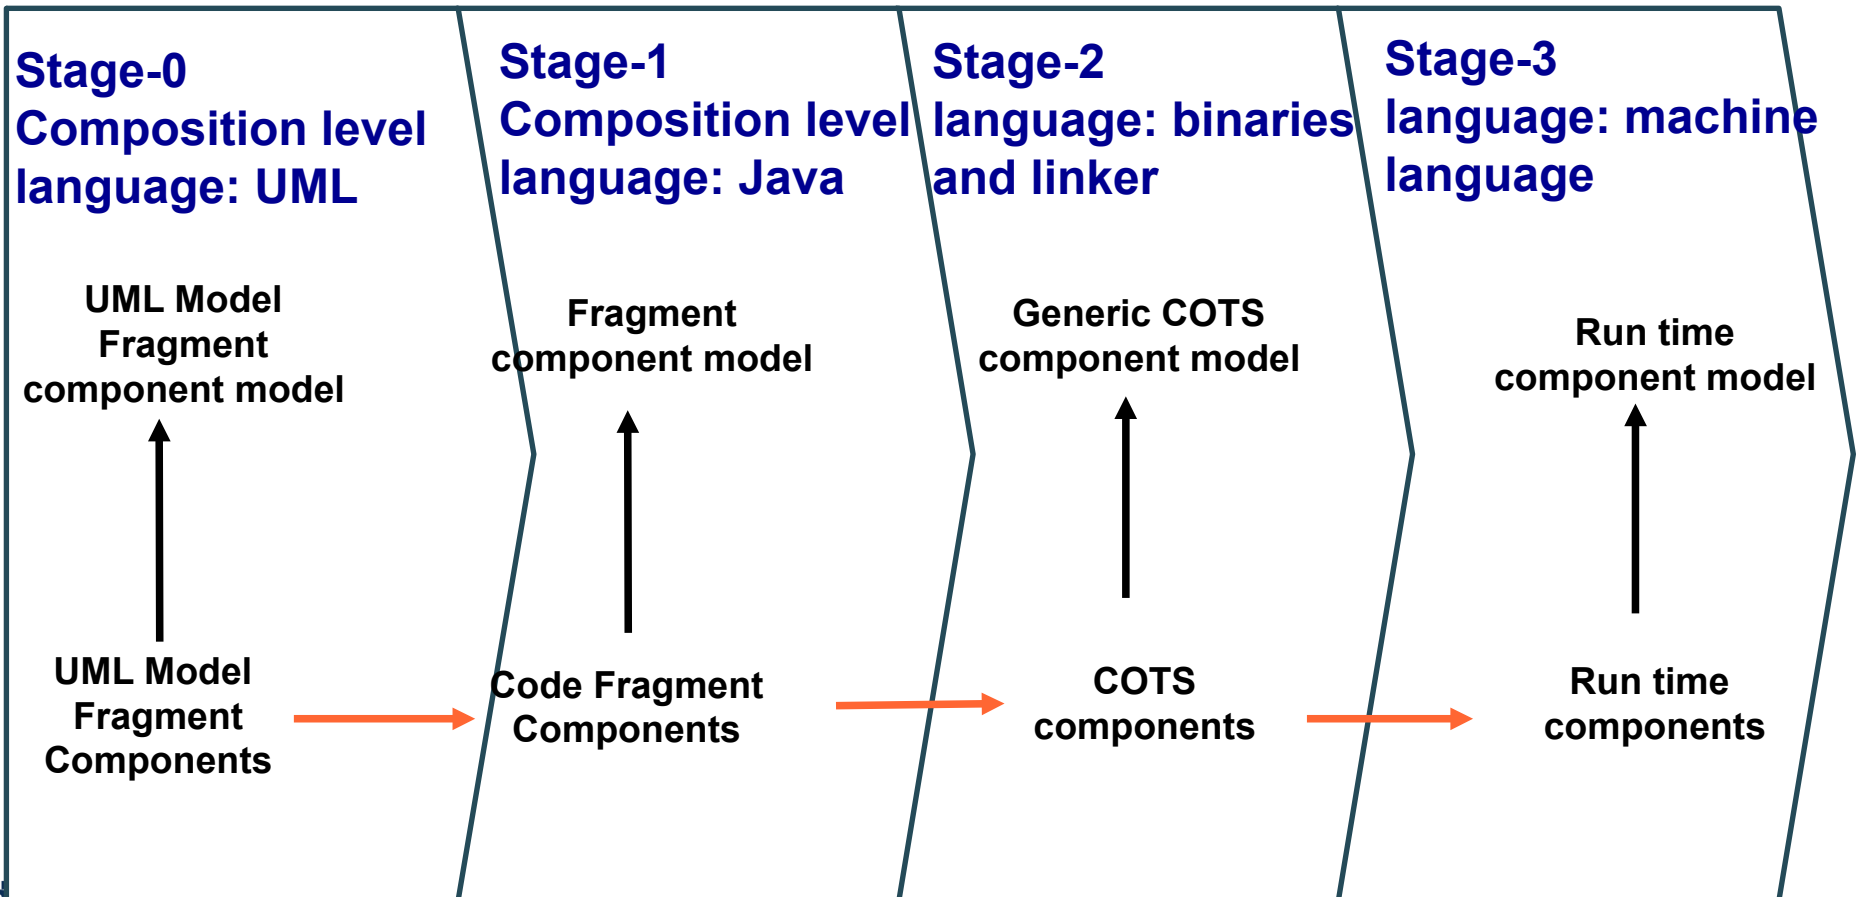 Stage-0
Composition level
language: UML
Stage-1
Composition level
language: Java
Stage-2
language: binaries
and linker
Stage-3
language: machine
language
UML Model
Fragment
component model
Fragment
component model
Generic COTS
component model
Run time
component model
UML Model
Fragment
Components
Code Fragment
Components
COTS
components
Run time
components